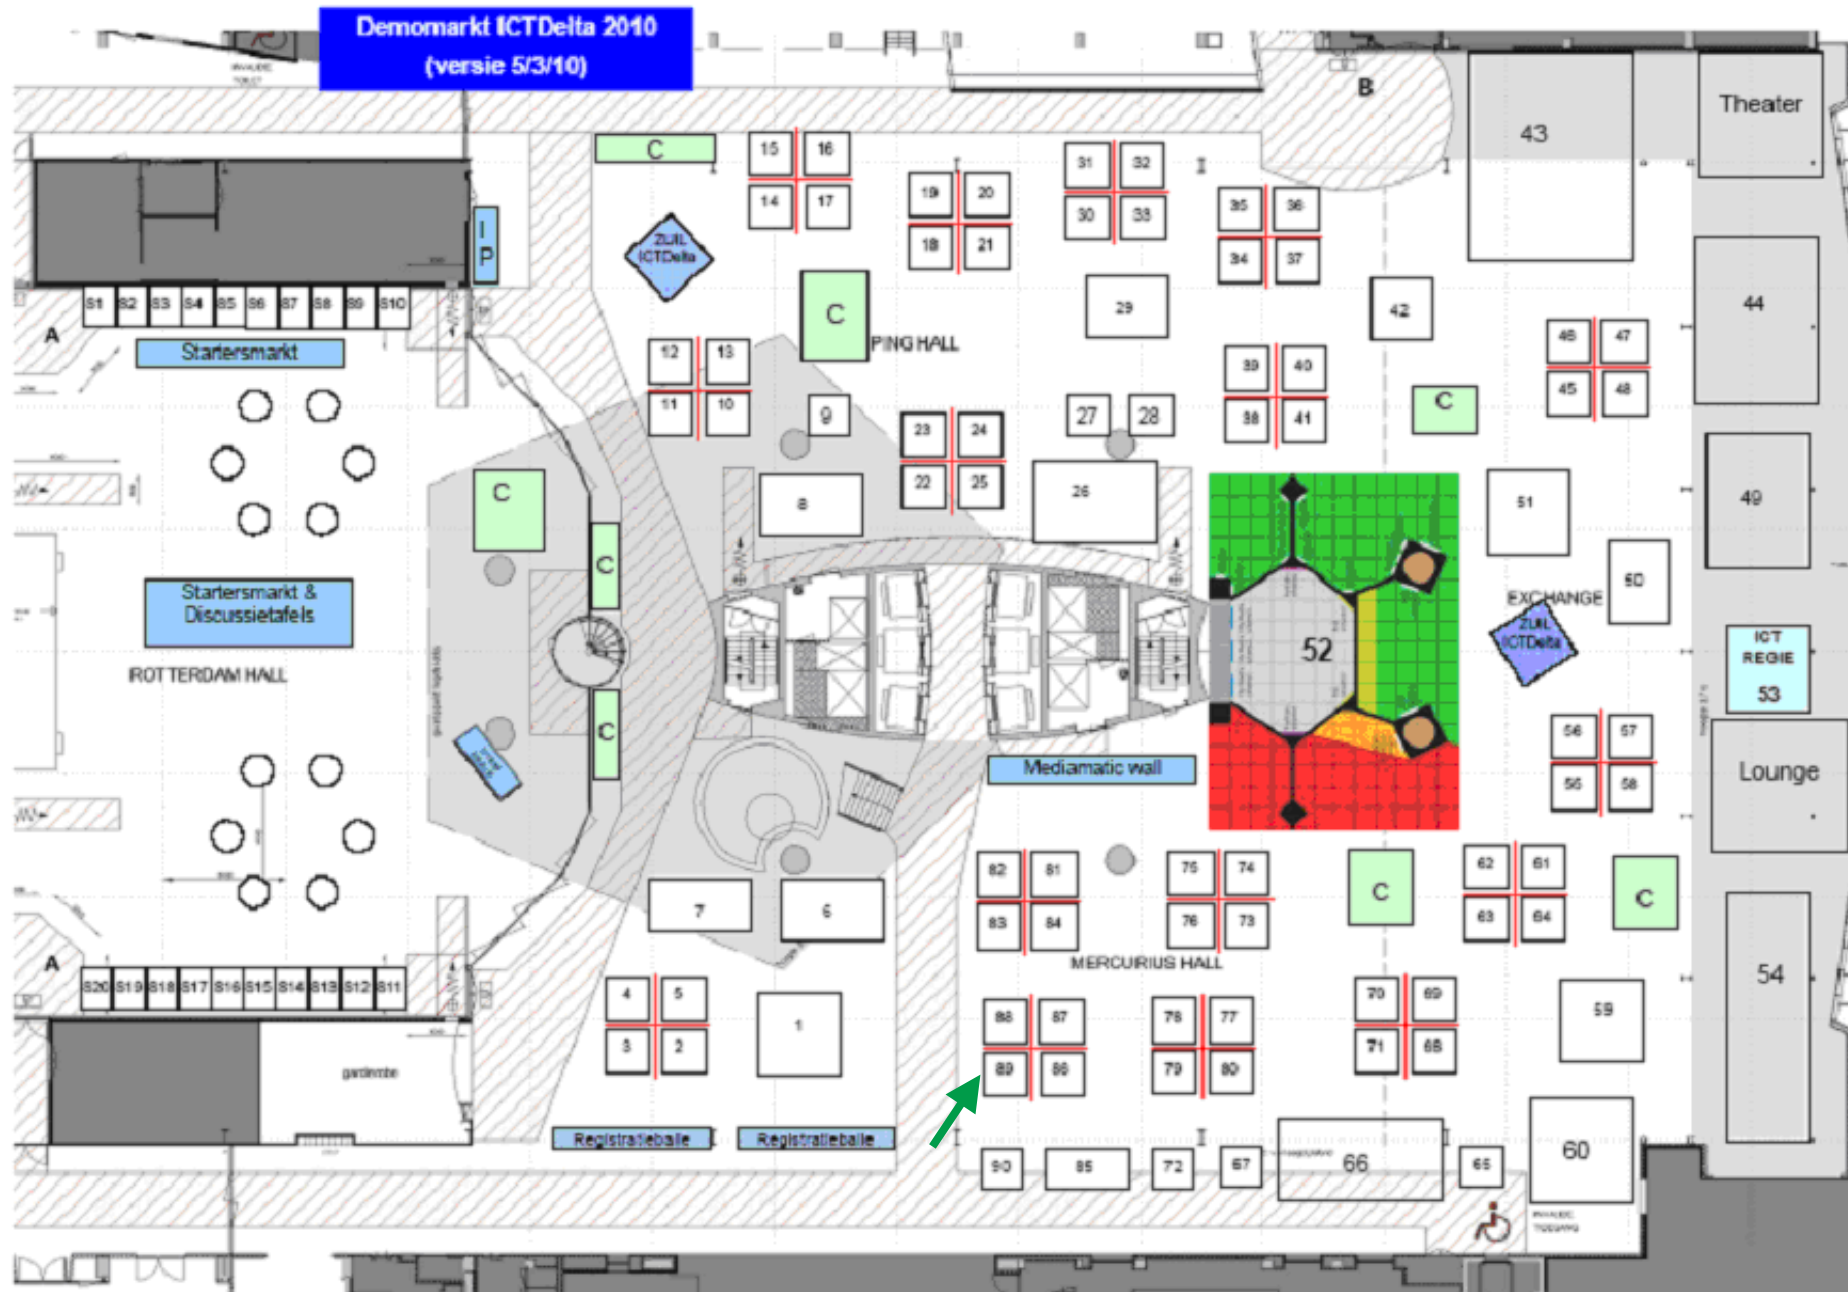 Demomarkt ICTDelta 2010
(versie 5/3/10)
B
Theater
43
C
15 16
14 17
31 32
30 33
19 20
18 21
35 36
34 37
I
P
ZUIL
ICTDelta
C
29
42
44
S1 S2 S3 S4 S5 S6 S7 S8 S9 S10
A
Startersmarkt
PING HALL
12 13
11 10
9
46 47
45 48
39 40
38 41
C
27 28
23 24
22 25
C
8
26
51
49
C
50
Startersmarkt &
Discussietafels
EXCHANGE
ZUIL
ICTDelta
52
ICT
REGIE
53
ROTTERDAM HALL
C
56 57
55 58
Mediamatic wall
Lounge
82 81
83 84
75 74
76 73
C
62 61
63 64
C
7
6
MERCURIUS HALL
A
S20 S19 S18 S17 S16 S15 S14 S13 S12 S11
4 5
3 2
1
88 87
89 86
78 77
79 80
70 69
71 68
59
54
garderobe
Registratiebalie
Registratiebalie
90
85
72
67
66
65
60
INVALIDE
TOEGANG